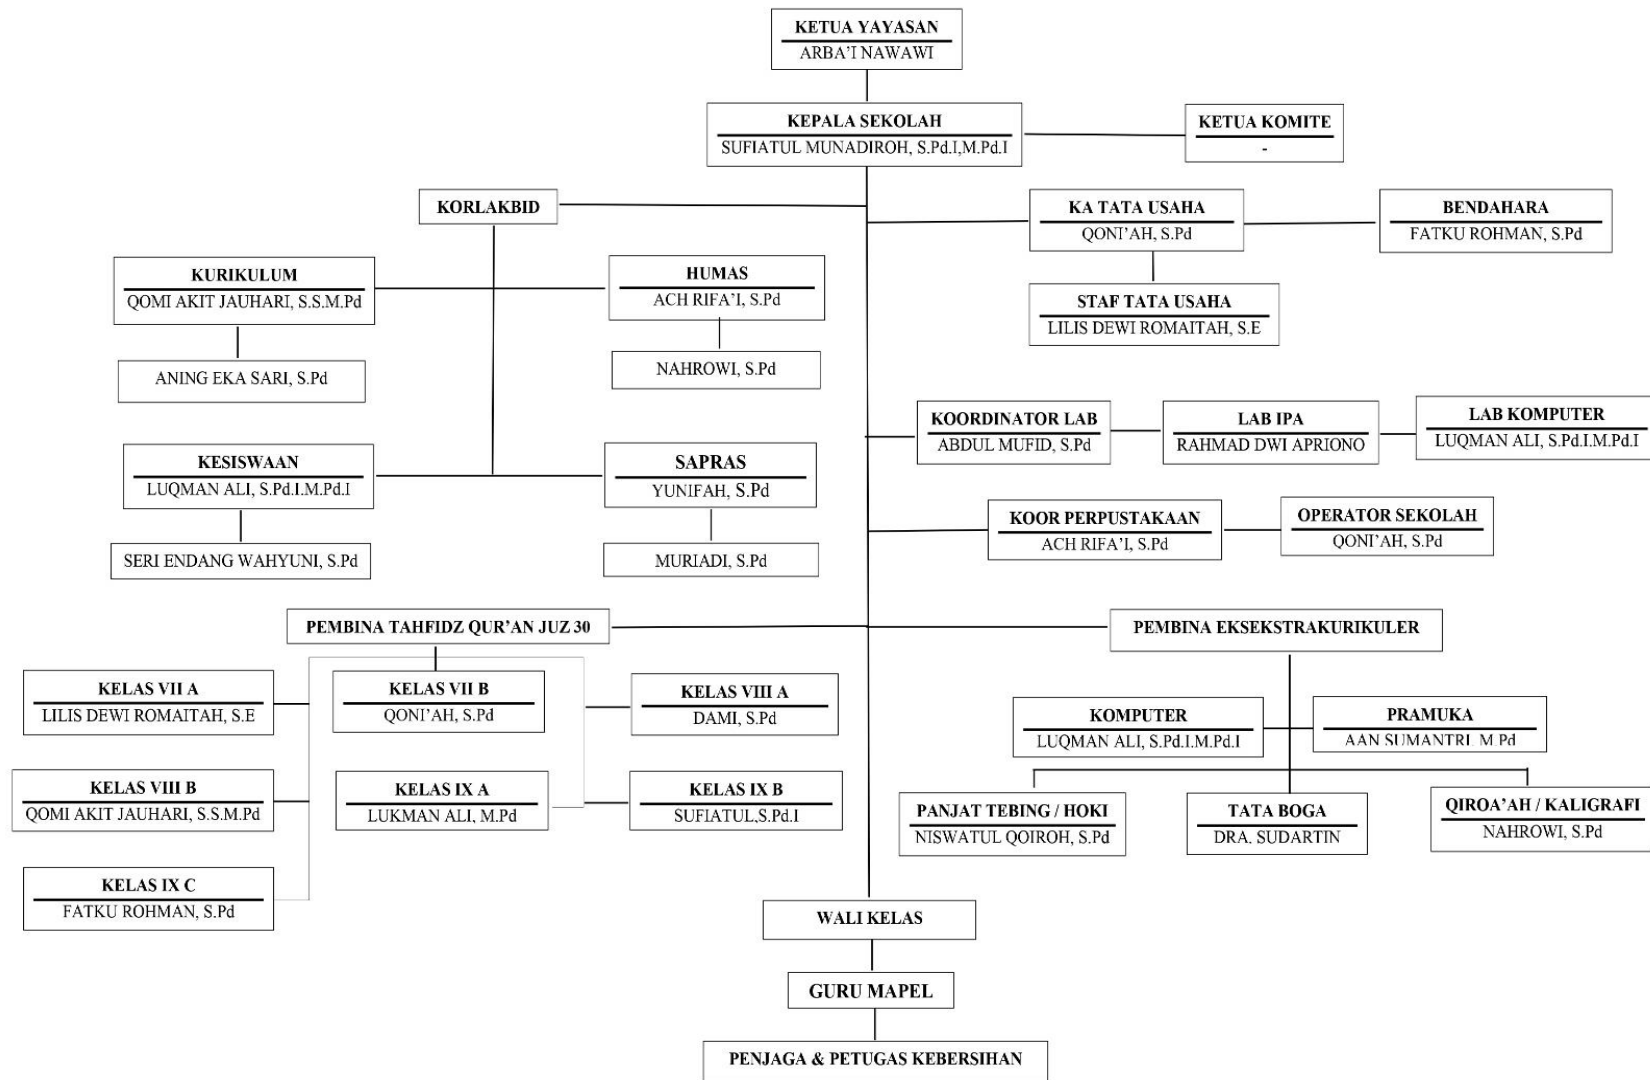 KETUA YAYASAN
ARBA'I NAWAWI
KEPALA SEKOLAH
SUFIATUL MUNADIROH, S.Pd.I,M.Pd.I
KETUA KOMITE
-
KORLAKBID
KA TATA USAHA
QONI'AH, S.Pd
BENDAHARA
FATKU ROHMAN, S.Pd
KURIKULUM
QOMI AKIT JAUHARI, S.S.M.Pd
HUMAS
ACH RIFA'I, S.Pd
STAF TATA USAHA
LILIS DEWI ROMAITAH, S.E
ANING EKA SARI, S.Pd
NAHROWI, S.Pd
KOORDINATOR LAB
ABDUL MUFID, S.Pd
LAB IPA
RAHMAD DWI APRIONO
LAB KOMPUTER
LUQMAN ALI, S.Pd.I.M.Pd.I
KESISWAAN
LUQMAN ALI, S.Pd.I.M.Pd.I
SAPRAS
YUNIFAH, S.Pd
KOOR PERPUSTAKAAN
ACH RIFA'I, S.Pd
OPERATOR SEKOLAH
QONI'AH, S.Pd
SERI ENDANG WAHYUNI, S.Pd
MURIADI, S.Pd
PEMBINA TAHFIDZ QUR'AN JUZ 30
PEMBINA EKSEKSTRAKURIKULER
KELAS VII A
LILIS DEWI ROMAITAH, S.E
KELAS VII B
QONI'AH, S.Pd
KELAS VIII A
DAMI, S.Pd
KOMPUTER
LUQMAN ALI, S.Pd.I.M.Pd.I
PRAMUKA
AAN SUMANTRI, M.Pd
KELAS VIII B
QOMI AKIT JAUHARI, S.S.M.Pd
KELAS IX A
LUKMAN ALI, M.Pd
KELAS IX B
SUFIATUL,S.Pd.I
PANJAT TEBING / HOKI
NISWATUL QOIROH, S.Pd
TATA BOGA
DRA. SUDARTIN
QIROA'AH / KALIGRAFI
NAHROWI, S.Pd
KELAS IX C
FATKU ROHMAN, S.Pd
WALI KELAS
GURU MAPEL
PENJAGA & PETUGAS KEBERSIHAN